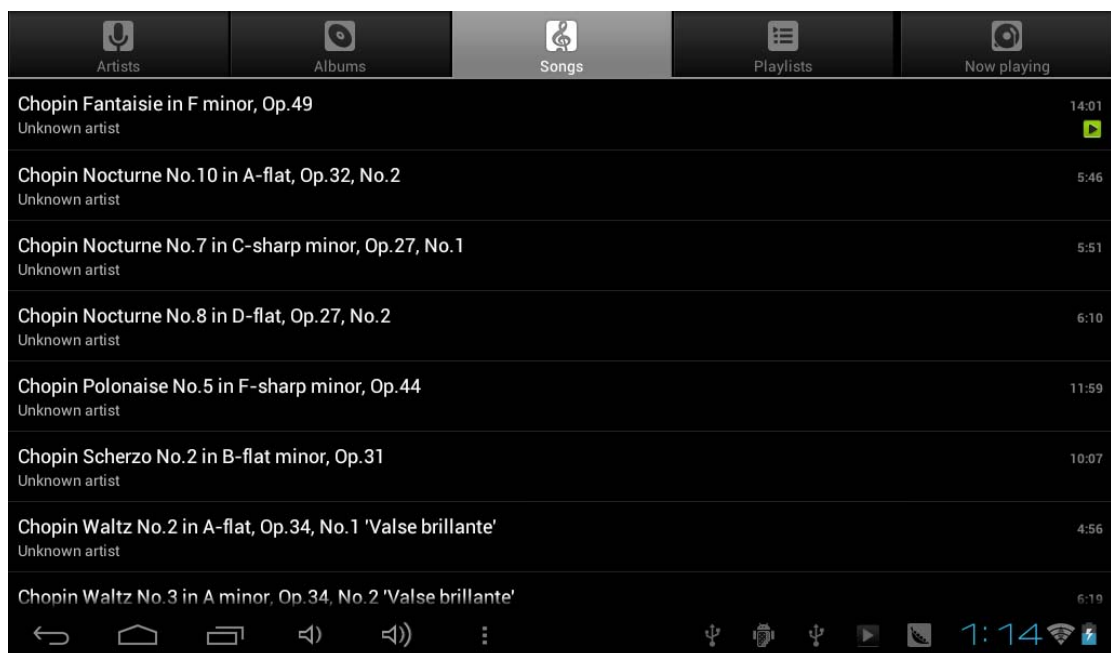 Artists Albums Songs Playlists Now playing
Chopin Fantaisie in F minor, Op.49 14:01
Unknown artist
Chopin Nocturne No.10 in A-flat, Op.32, No.2 5:46
Unknown artist
Chopin Nocturne No.7 in C-sharp minor, Op.27, No.1 5:51
Unknown artist
Chopin Nocturne No.8 in D-flat, Op.27, No.2 6:10
Unknown artist
Chopin Polonaise No.5 in F-sharp minor, Op.44 11:59
Unknown artist
Chopin Scherzo No.2 in B-flat minor, Op.31 10:07
Unknown artist
Chopin Waltz No.2 in A-flat, Op.34, No.1 'Valse brillante' 4:56
Unknown artist
Chopin Waltz No.3 in A minor, Op.34, No.2 'Valse brillante' 6:19
1:14